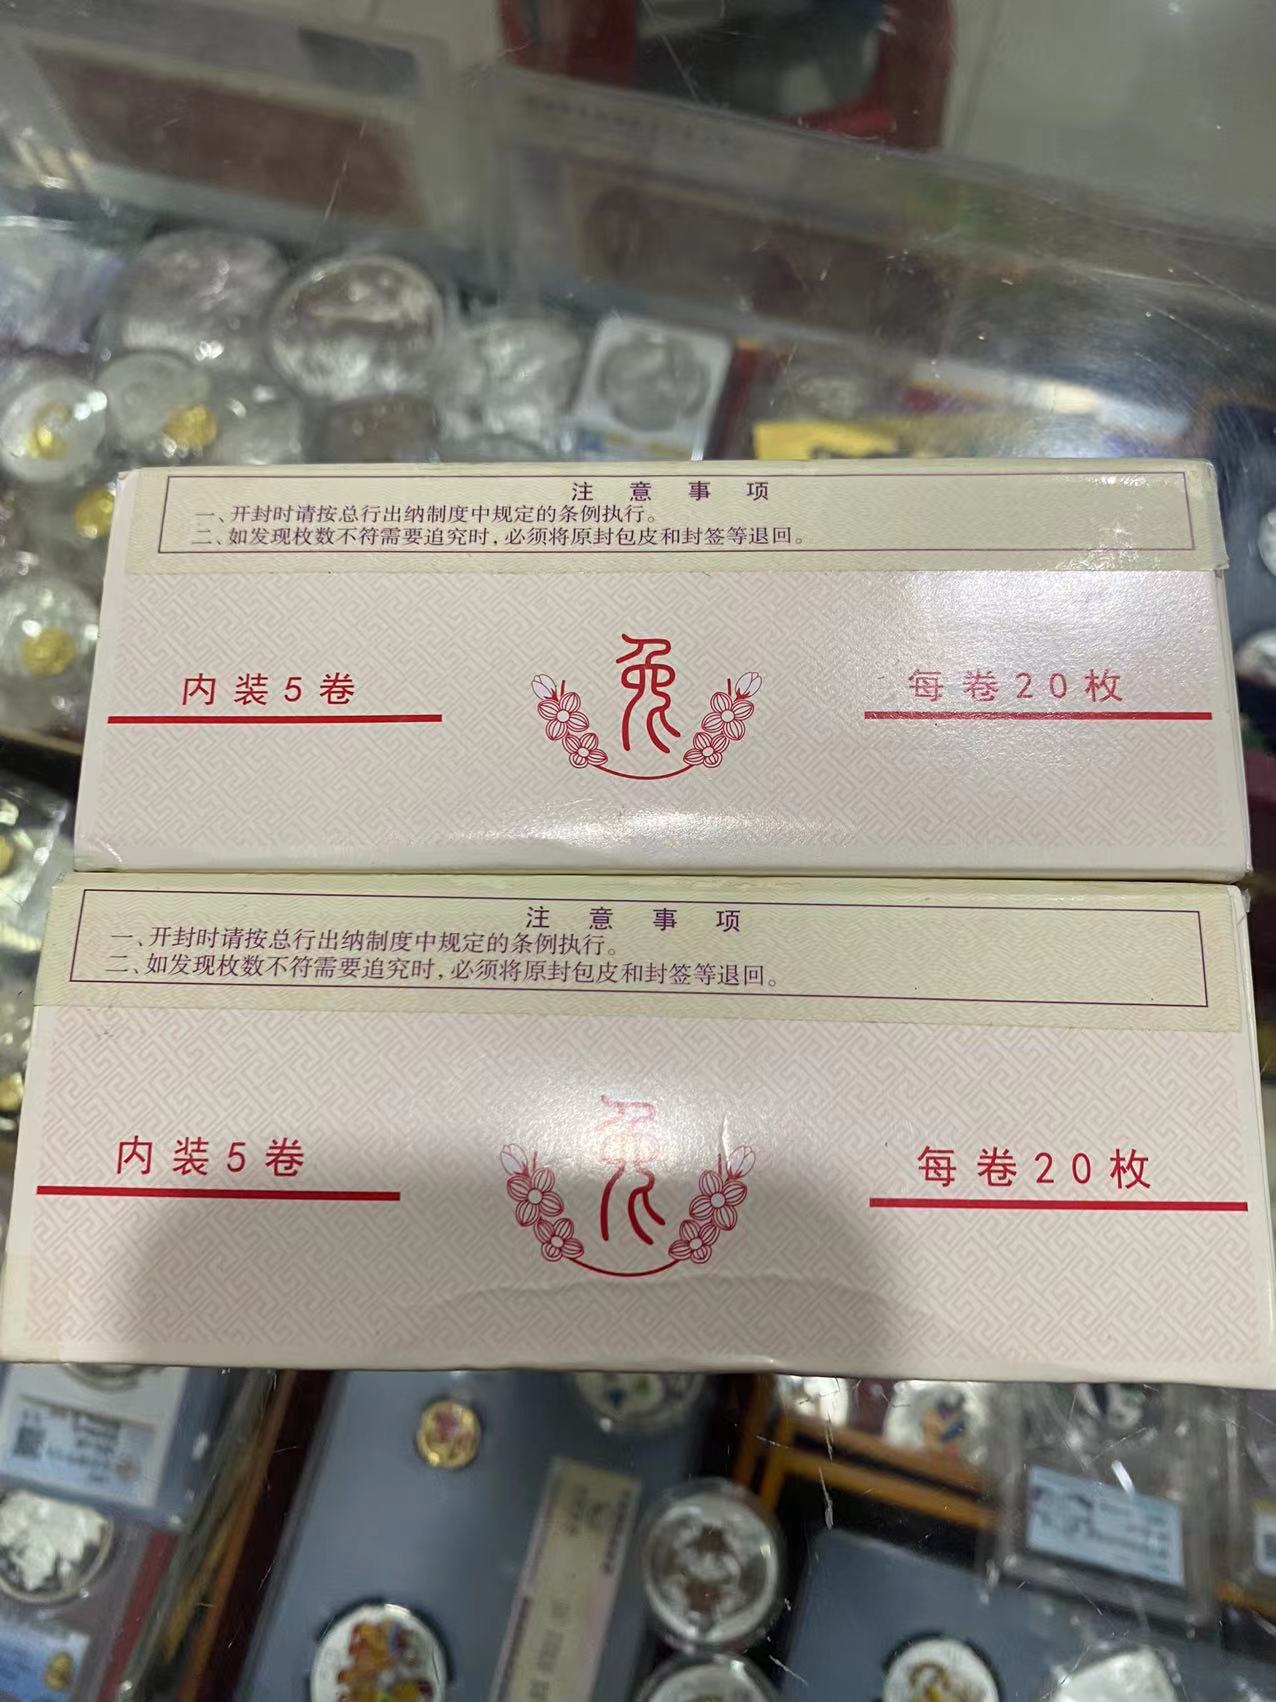 注意事项
一、开封时请按总行出纳制度中规定的条例执行。
二、如发现枚数不符需要追究时，必须将原封包皮和封签等退回。
内装5卷
兔
每卷20枚
注意事项
一、开封时请按总行出纳制度中规定的条例执行。
二、如发现枚数不符需要追究时，必须将原封包皮和封签等退回。
内装5卷
兔
每卷20枚